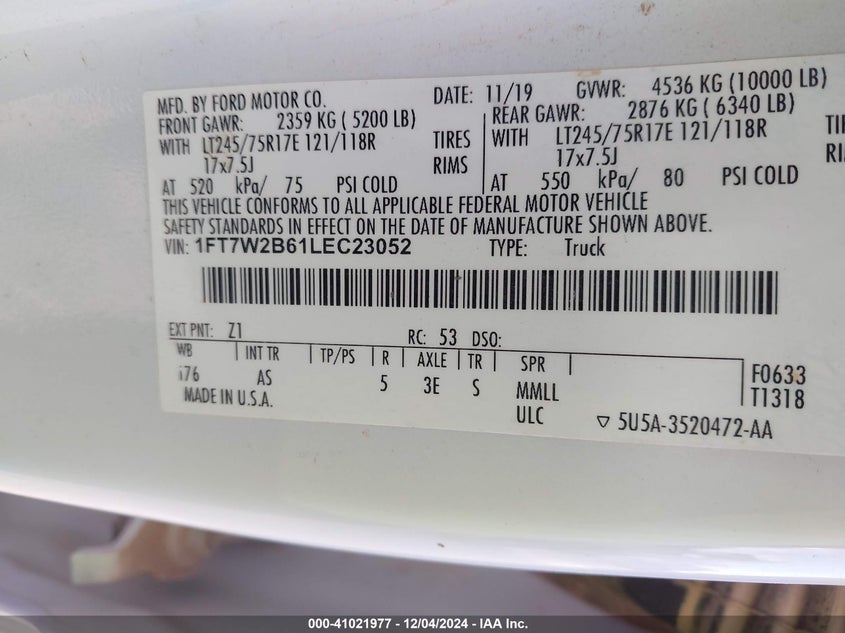 MFD. BY FORD MOTOR CO. DATE: 11/19 GVWR: 4536 KG (10000 LB)
FRONT GAWR: 2359 KG ( 5200 LB) REAR GAWR: 2876 KG ( 6340 LB)
WITH LT245/75R17E 121/118R TIRES WITH LT245/75R17E 121/118R
17x7.5J RIMS 17x7.5J
AT 520 kPa/ 75 PSI COLD AT 550 kPa/ 80 PSI COLD
THIS VEHICLE CONFORMS TO ALL APPLICABLE FEDERAL MOTOR VEHICLE
SAFETY STANDARDS IN EFFECT ON THE DATE OF MANUFACTURE SHOWN ABOVE.
VIN: 1FT7W2B61LEC23052 TYPE: Truck
EXT PNT: Z1 RC: 53 DSO:
WB INT TR TP/PS R AXLE TR SPR
176 AS 5 3E S MMLL F0633
MADE IN U.S.A. ULC T1318
▽ 5U5A-3520472-AA
000-41021977 - 12/04/2024 - IAA Inc.